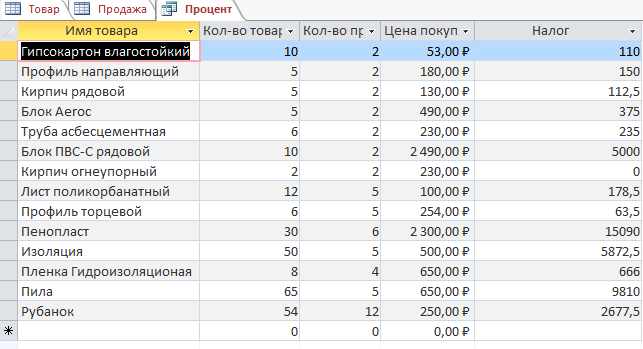 Товар Продажа Процент
Имя товара Кол-во товар Кол-во пр Цена покуп Налог
Гипсокартон влагостойкий 10 2 53,00 ₽ 110
Профиль направляющий 5 2 180,00 ₽ 150
Кирпич рядовой 5 2 130,00 ₽ 112,5
Блок Aeroc 5 2 490,00 ₽ 375
Труба асбесцементная 6 2 230,00 ₽ 235
Блок ПВС-С рядовой 10 2 2 490,00 ₽ 5000
Кирпич огнеупорный 2 2 230,00 ₽ 0
Лист поликорбанатный 12 5 100,00 ₽ 178,5
Профиль торцевой 6 5 254,00 ₽ 63,5
Пенопласт 30 6 2 300,00 ₽ 15090
Изоляция 50 5 500,00 ₽ 5872,5
Пленка Гидроизоляционая 8 4 650,00 ₽ 666
Пила 65 5 650,00 ₽ 9810
Рубанок 54 12 250,00 ₽ 2677,5
0 0 0,00 ₽